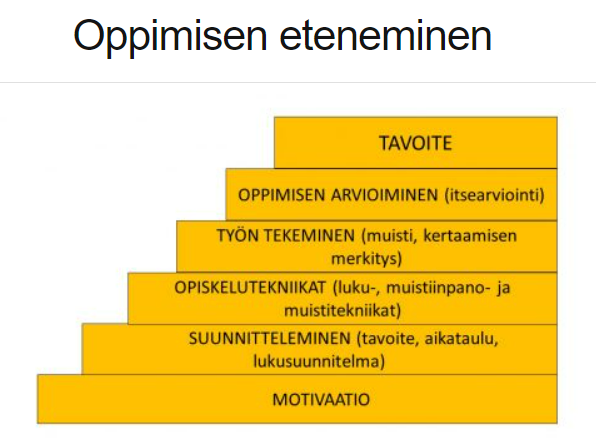 Oppimisen eteneminen
TAVOITE
OPPIMISEN ARVIOIMINEN (itsearviointi)
TYÖN TEKEMINEN (muisti, kertaamisen
merkitys)
OPISKELUTEKNIIKAT (luku-, muistiinpano- ja
muistitekniikat)
SUUNNITTELEMINEN (tavoite, aikataulu,
lukusuunnitelma)
MOTIVAATIO